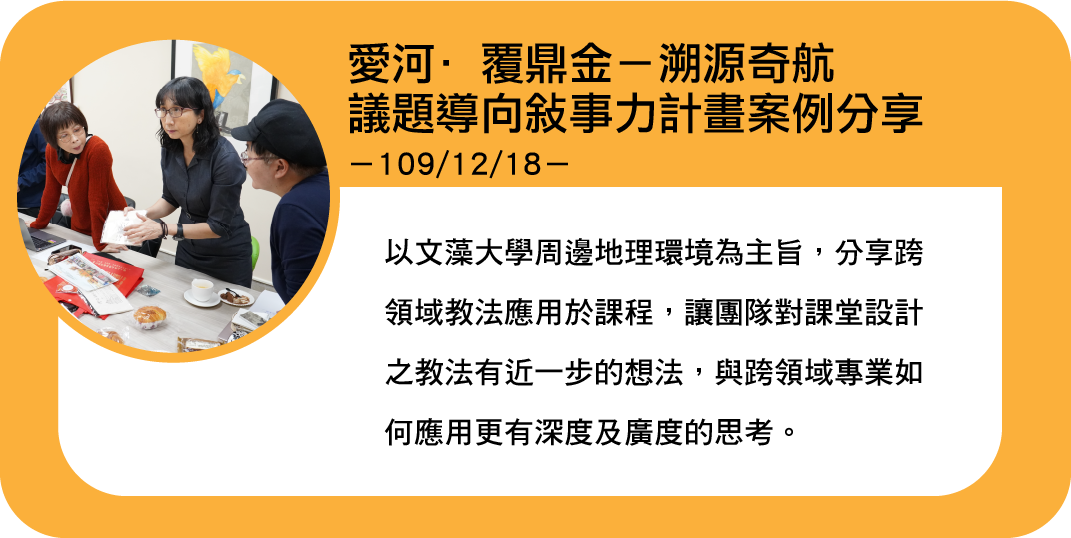 愛河· 覆鼎金－溯源奇航
議題導向敍事力計畫案例分享
－109/12/18－
以文藻大學周邊地理環境為主旨，分享跨
領域教法應用於課程，讓團隊對課堂設計
之教法有近一步的想法，與跨領域專業如
何應用更有深度及廣度的思考。